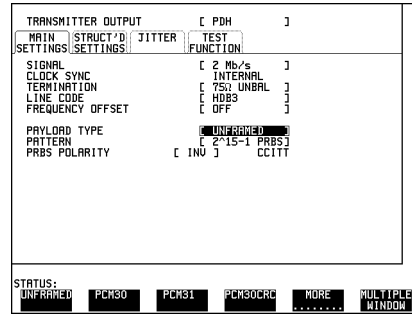 TRANSMITTER OUTPUT [ PDH ]
MAIN SETTINGS STRUCT'D SETTINGS JITTER TEST FUNCTION
SIGNAL [ 2 Mb/s ]
CLOCK SYNC INTERNAL
TERMINATION [ 75Ω UNBAL ]
LINE CODE [ HDB3 ]
FREQUENCY OFFSET [ OFF ]
PAYLOAD TYPE [ UNFRAMED ]
PATTERN [ 2^15-1 PRBS]
PRBS POLARITY [ INV ] CCITT
STATUS:
UNFRAMED PCM30 PCM31 PCM30CRC MORE ........ MULTIPLE WINDOW